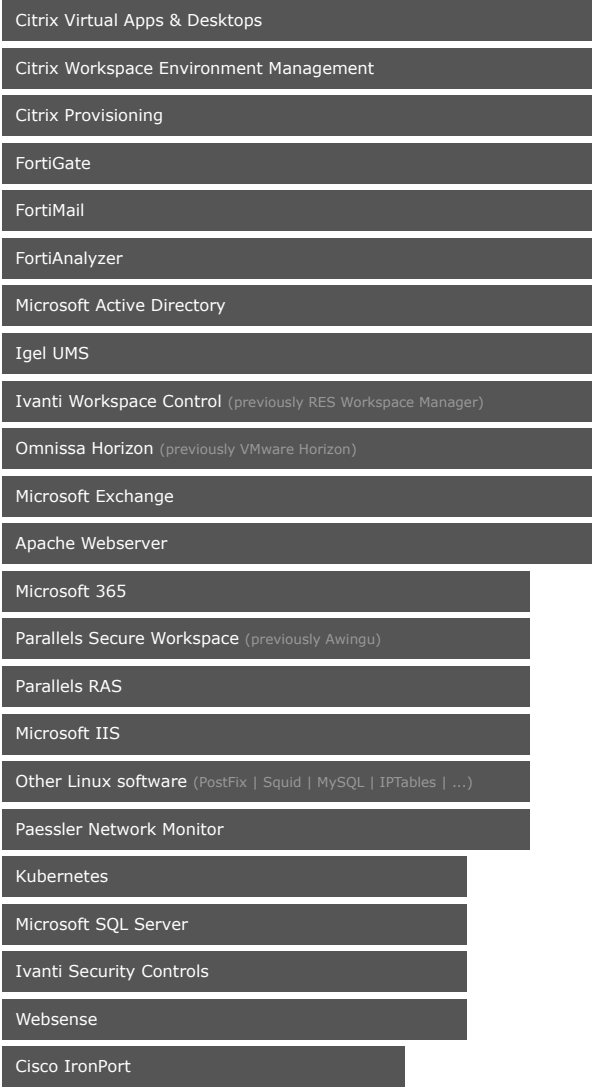 Citrix Virtual Apps & Desktops
Citrix Workspace Environment Management
Citrix Provisioning
FortiGate
FortiMail
FortiAnalyzer
Microsoft Active Directory
Igel UMS
Ivanti Workspace Control (previously RES Workspace Manager)
Omnissa Horizon (previously VMware Horizon)
Microsoft Exchange
Apache Webserver
Microsoft 365
Parallels Secure Workspace (previously Awingu)
Parallels RAS
Microsoft IIS
Other Linux software (PostFix | Squid | MySQL | IPTables | ...)
Paessler Network Monitor
Kubernetes
Microsoft SQL Server
Ivanti Security Controls
Websense
Cisco IronPort